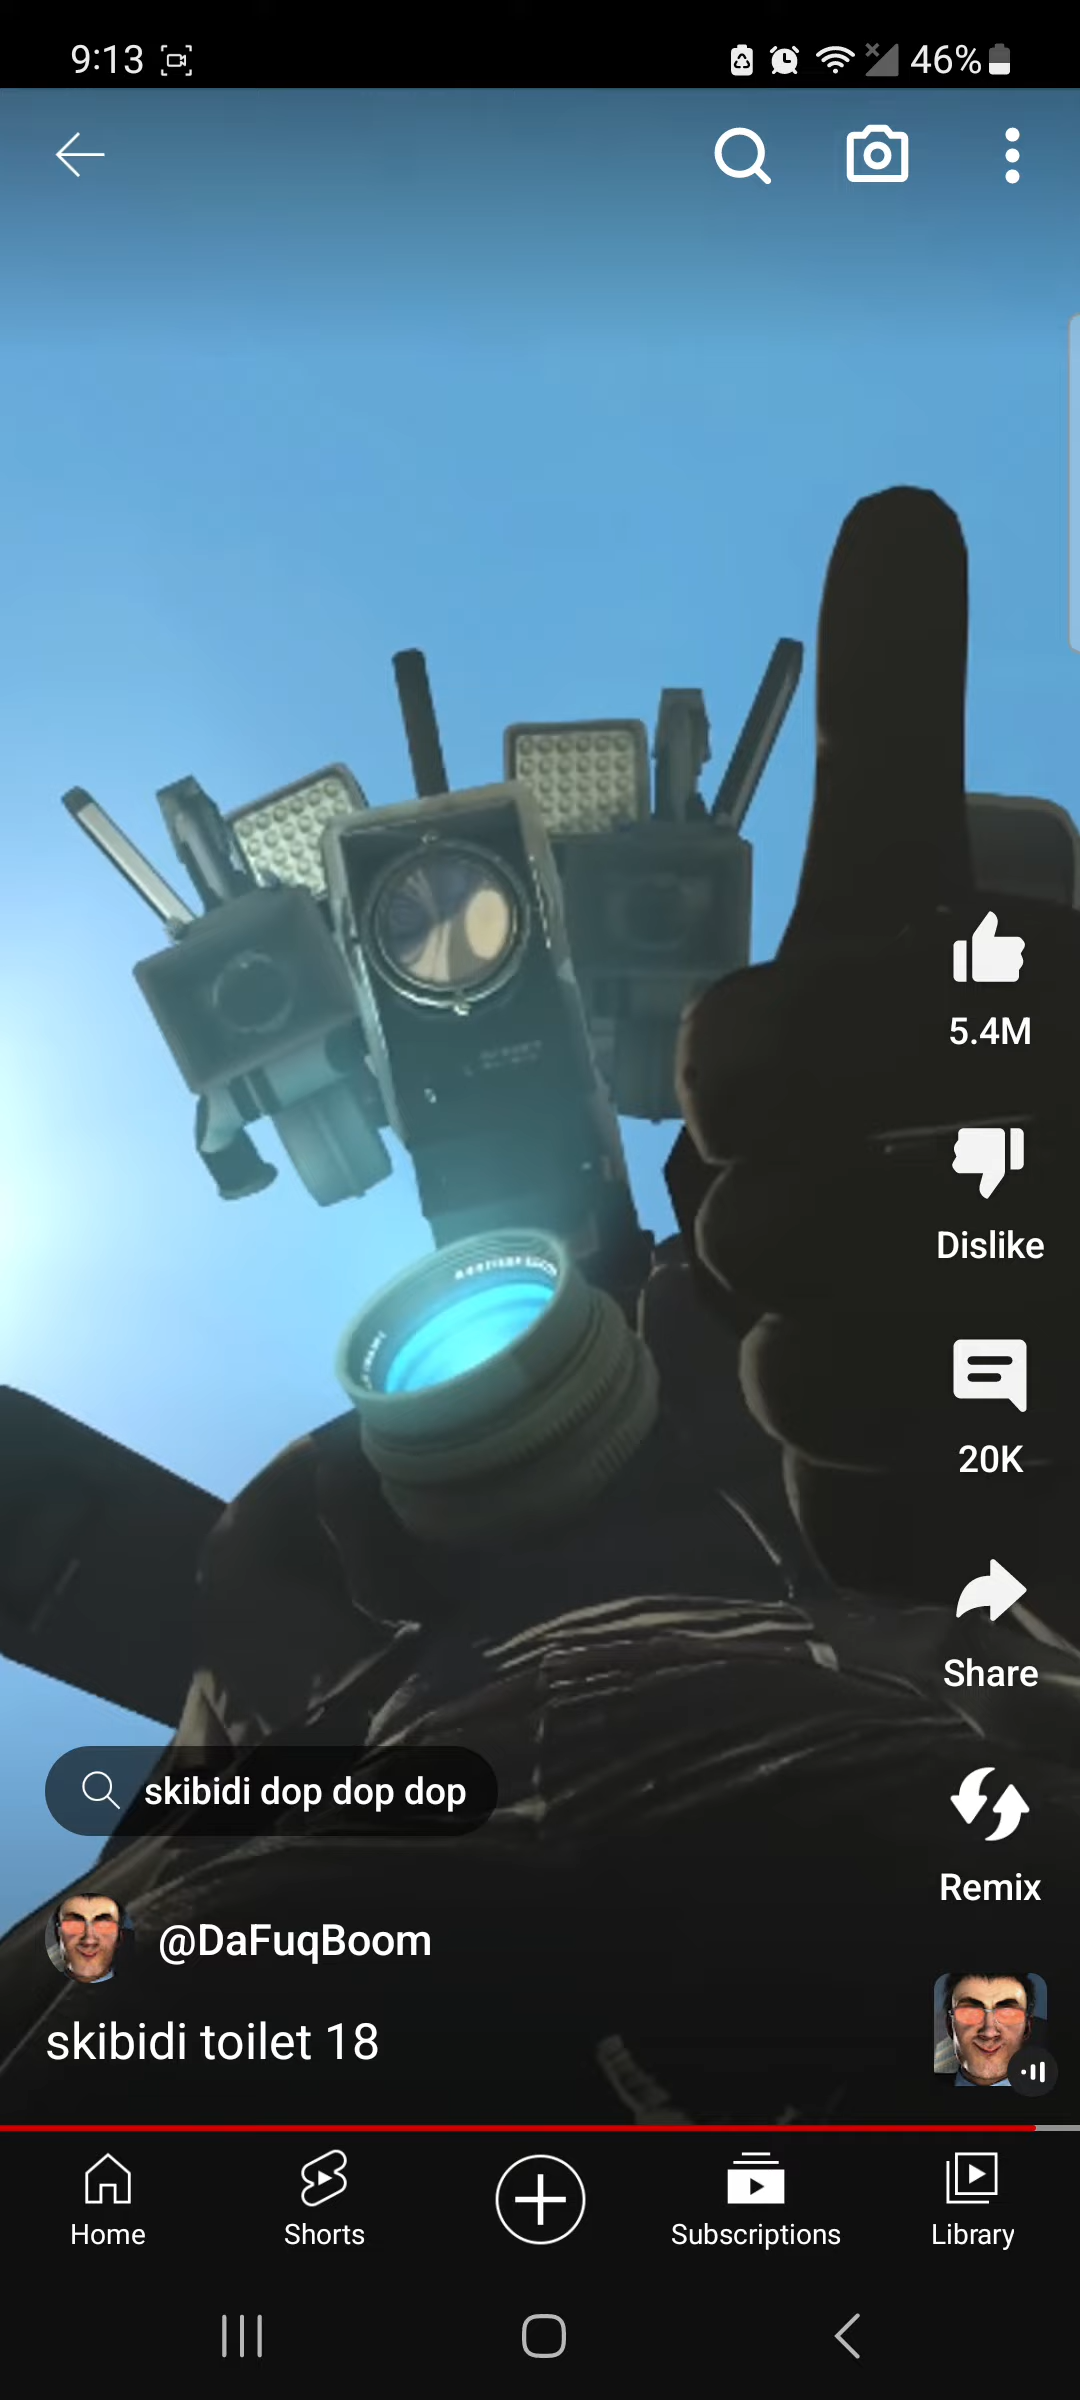 9:13
46%
5.4M
Dislike
20K
Share
skibidi dop dop dop
Remix
@DaFuqBoom
skibidi toilet 18
Home
Shorts
Subscriptions
Library